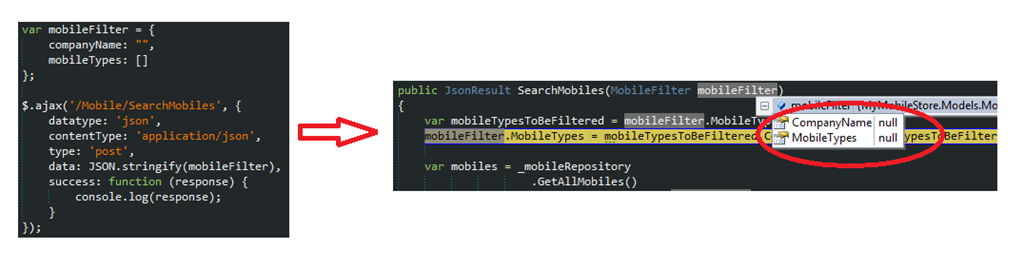 var mobileFilter = {
companyName: "",
mobileTypes: []
};
$.ajax('/Mobile/SearchMobiles', {
datatype: 'json',
contentType: 'application/json',
type: 'post',
data: JSON.stringify(mobileFilter),
success: function (response) {
console.log(response);
}
});
public JsonResult SearchMobiles(MobileFilter mobileFilter)
{
mobileFilter {MyMobileStore.Models.Mo
var mobileTypesToBeFiltered = mobileFilter.MobileTy
CompanyName null
mobileFilter.MobileTypes = mobileTypesToBeFiltered ypesToBeFilter
MobileTypes null
var mobiles = _mobileRepository
.GetAllMobiles()